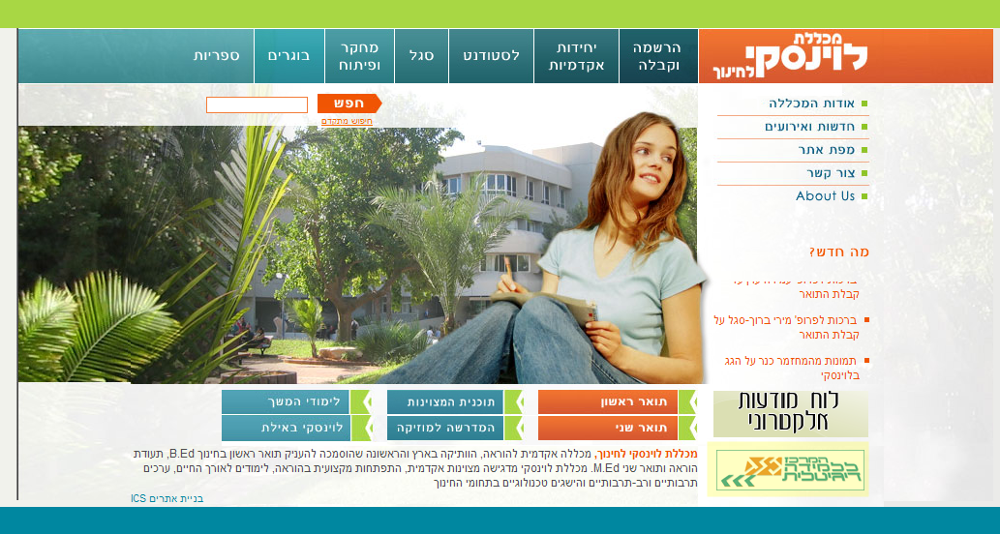 מכללת
לוינסקי
לחינוך
הרשמה
וקבלה
יחידות
אקדמיות
לסטודנט
סגל
מחקר
ופיתוח
בוגרים
ספריות
חפש
חיפוש מתקדם
אודות המכללה
חדשות ואירועים
מפת אתר
צור קשר
About Us
מה חדש?
קבלת התואר
ברכות לפרופ' מירי ברוך-סגל על
קבלת התואר
תמונות מהמחזמר כנר על הגג
בלוינסקי
לוח מודעות
אלקטרוני
תואר ראשון
תוכנית המצוינות
לימודי המשך
תואר שני
המדרשה למוזיקה
לוינסקי באילת
מכללת לוינסקי לחינוך, מכללה אקדמית להוראה, הוותיקה בארץ והראשונה שהוסמכה להעניק תואר ראשון בחינוך B.Ed, תעודת
הוראה ותואר שני M.Ed. מכללת לוינסקי מדגישה מצוינות אקדמית, התפתחות מקצועית בהוראה, לימודים לאורך החיים, ערכים
תרבותיים ורב-תרבותיים והישגים טכנולוגיים בתחומי החינוך
המרכז
ללמידה
דיגיטלית
בניית אתרים ICS